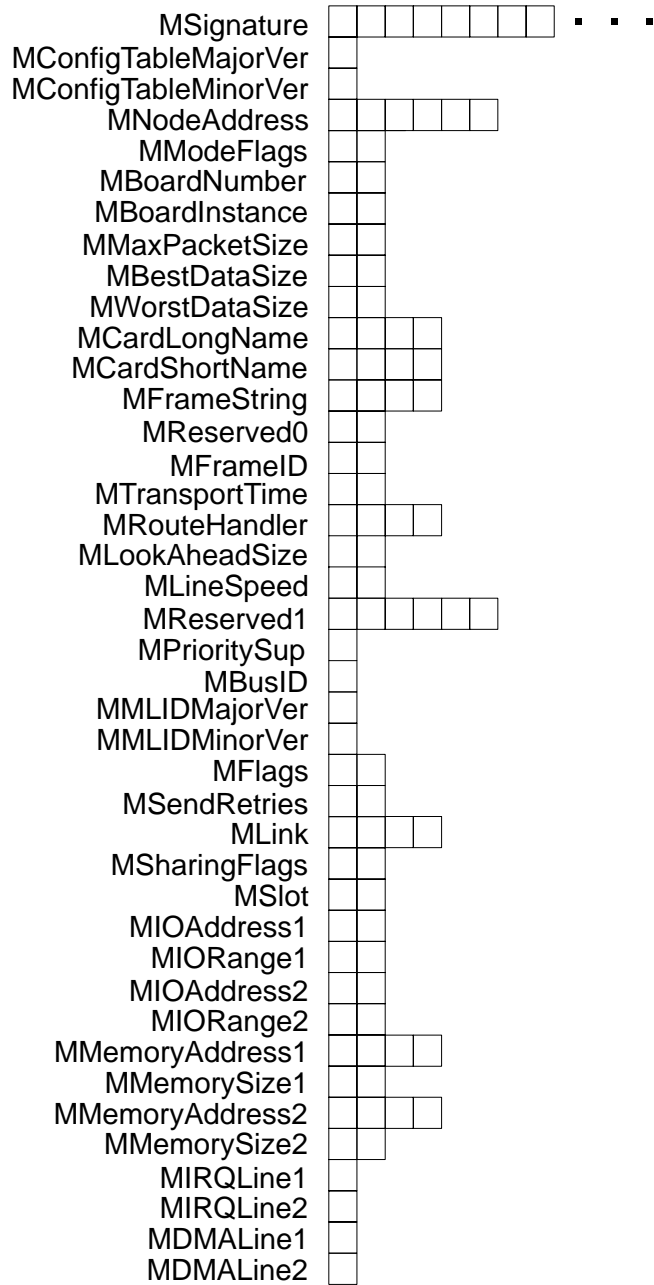 MSignature
MConfigTableMajorVer
MConfigTableMinorVer
MNodeAddress
MModeFlags
MBoardNumber
MBoardInstance
MMaxPacketSize
MBestDataSize
MWorstDataSize
MCardLongName
MCardShortName
MFrameString
MReserved0
MFrameID
MTransportTime
MRouteHandler
MLookAheadSize
MLineSpeed
MReserved1
MPrioritySup
MBusID
MMLIDMajorVer
MMLIDMinorVer
MFlags
MSendRetries
MLink
MSharingFlags
MSlot
MIOAddress1
MIORange1
MIOAddress2
MIORange2
MMemoryAddress1
MMemorySize1
MMemoryAddress2
MMemorySize2
MIRQLine1
MIRQLine2
MDMALine1
MDMALine2